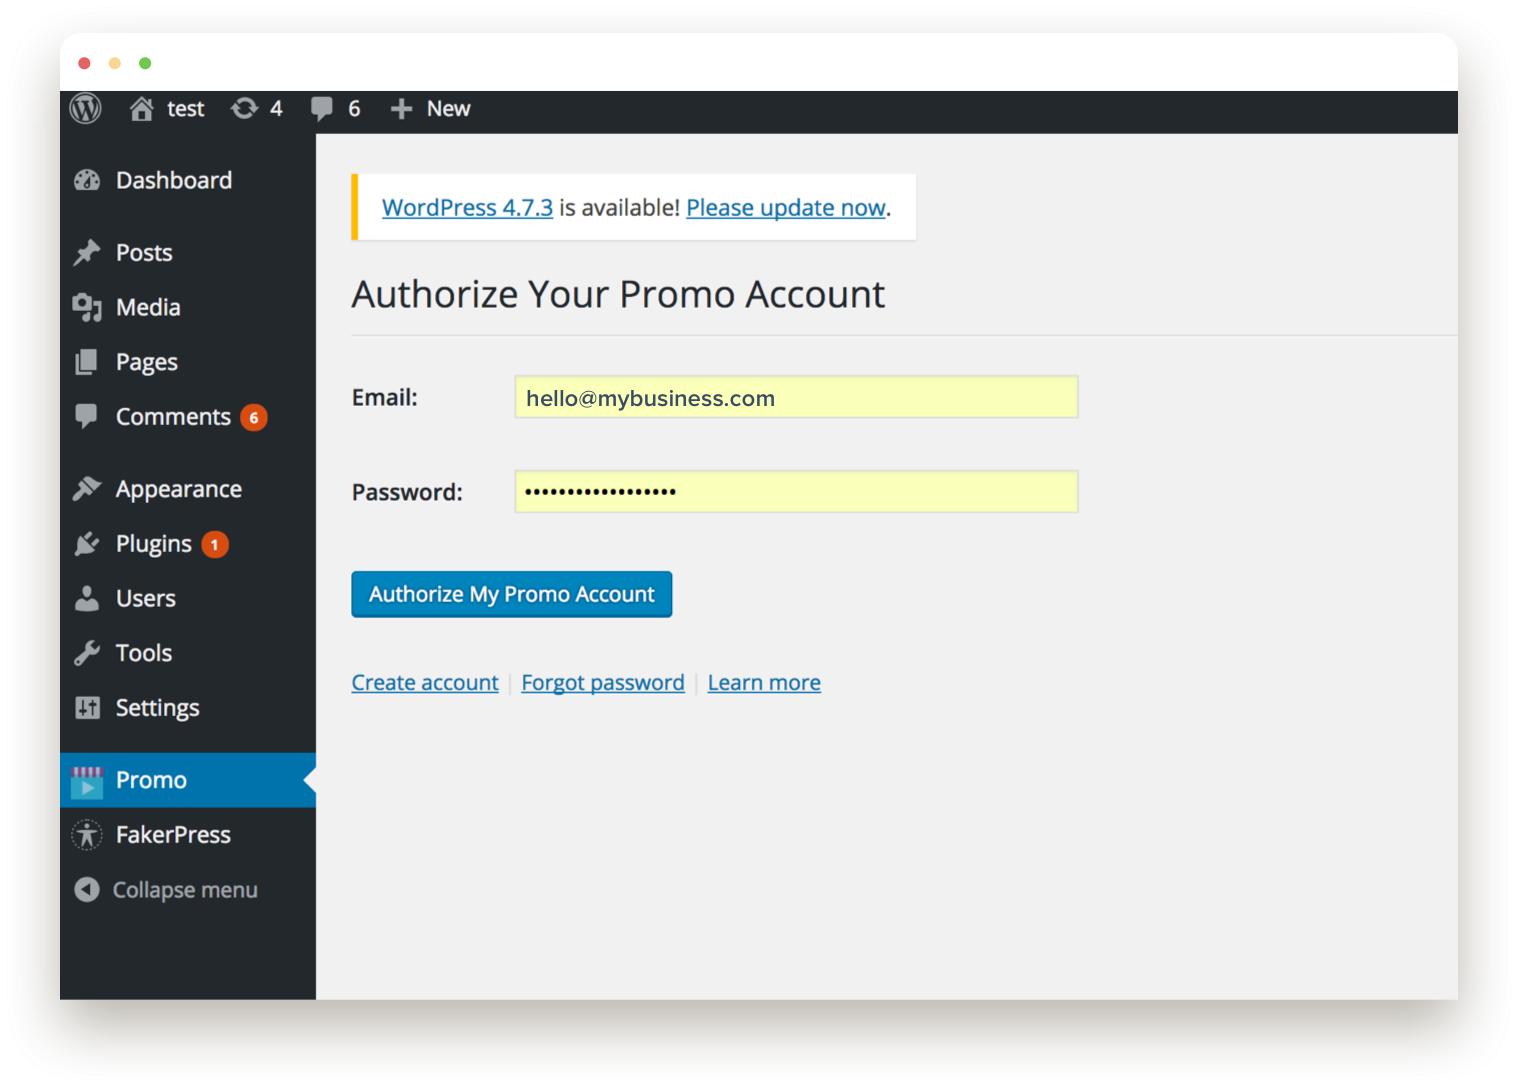 test 4 6 New
Dashboard
Posts
Media
Pages
Comments 6
Appearance
Plugins 1
Users
Tools
Settings
Promo
FakerPress
Collapse menu
WordPress 4.7.3 is available! Please update now.
Authorize Your Promo Account
Email: hello@mybusiness.com
Password: ••••••••••••••••••
Authorize My Promo Account
Create account | Forgot password | Learn more